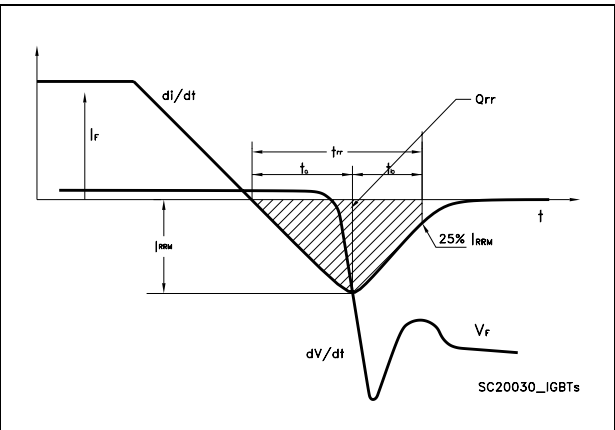 di/dt
Qrr
IF
trr
ta
tb
t
IRRM
25% IRRM
dV/dt
VF
SC20030_IGBTs